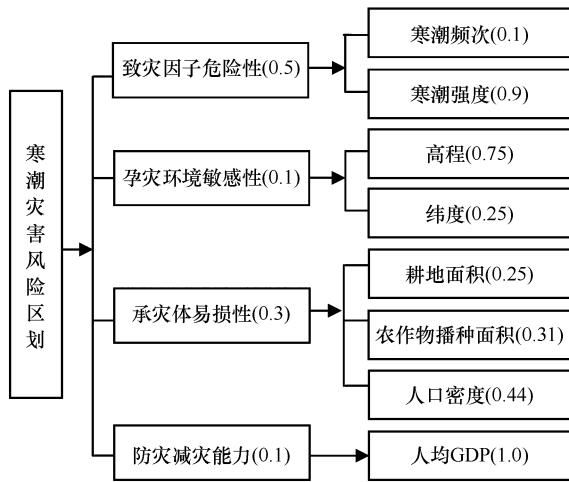 寒潮灾害风险区划
致灾因子危险性(0.5)
寒潮频次(0.1)
寒潮强度(0.9)
孕灾环境敏感性(0.1)
高程(0.75)
纬度(0.25)
承灾体易损性(0.3)
耕地面积(0.25)
农作物播种面积(0.31)
人口密度(0.44)
防灾减灾能力(0.1)
人均GDP(1.0)